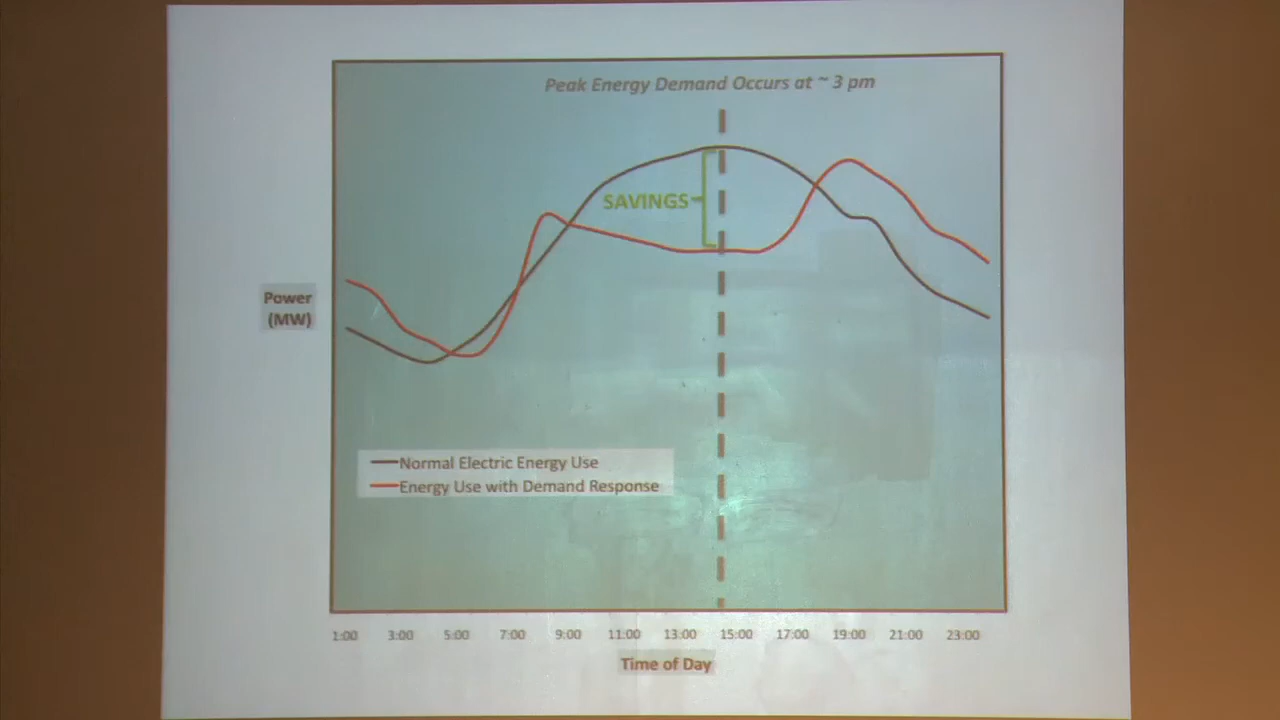 Peak Energy Demand Occurs at ~ 3 pm
SAVINGS
Power
(MW)
Normal Electric Energy Use
Energy Use with Demand Response
1:00 3:00 5:00 7:00 9:00 11:00 13:00 15:00 17:00 19:00 21:00 23:00
Time of Day